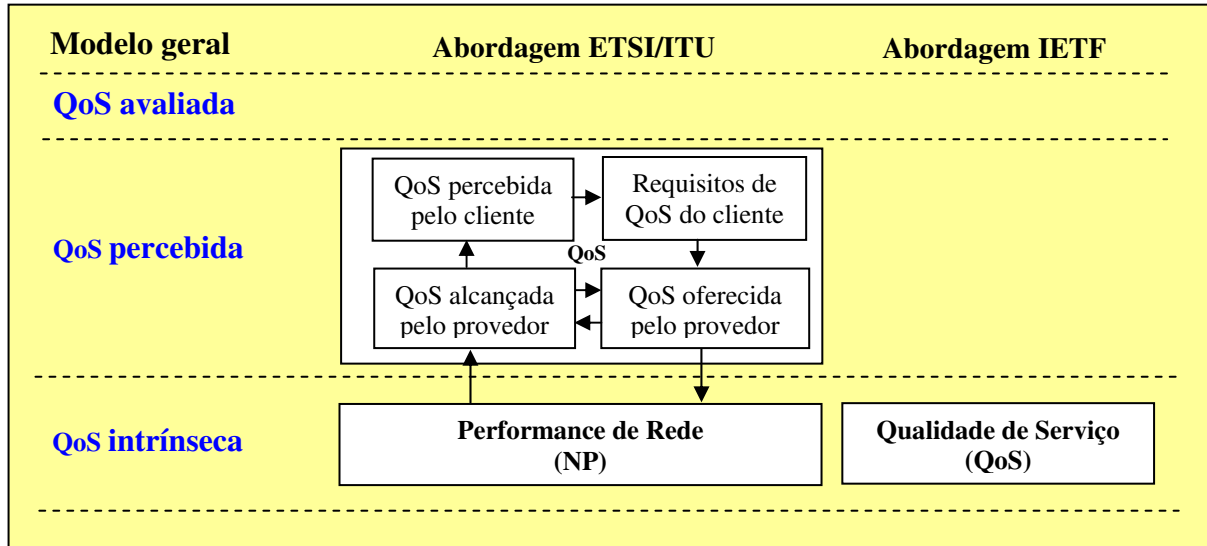 Modelo geral
Abordagem ETSI/ITU
Abordagem IETF
QoS avaliada
QoS percebida
QoS percebida
pelo cliente
Requisitos de
QoS do cliente
QoS
QoS alcançada
pelo provedor
QoS oferecida
pelo provedor
QoS intrínseca
Performance de Rede
(NP)
Qualidade de Serviço
(QoS)